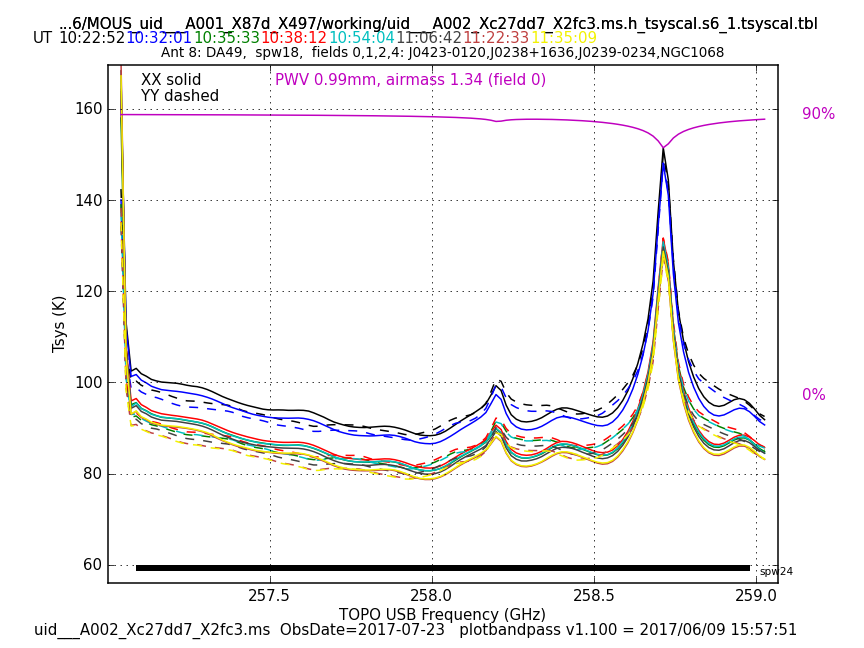 ...6/MOUS_uid___A001_X87d_X497/working/uid___A002_Xc27dd7_X2fc3.ms.h_tsyscal.s6_1.tsyscal.tbl
UT 10:22:52 10:32:01 10:35:33 10:38:12 10:54:04 11:06:42 11:22:33 11:35:09
Ant 8: DA49, spw18, fields 0,1,2,4: J0423-0120,J0238+1636,J0239-0234,NGC1068
XX solid
YY dashed
PWV 0.99mm, airmass 1.34 (field 0)
90%
0%
160
140
120
100
80
60
Tsys (K)
spw24
257.5 258.0 258.5 259.0
TOPO USB Frequency (GHz)
uid___A002_Xc27dd7_X2fc3.ms ObsDate=2017-07-23 plotbandpass v1.100 = 2017/06/09 15:57:51